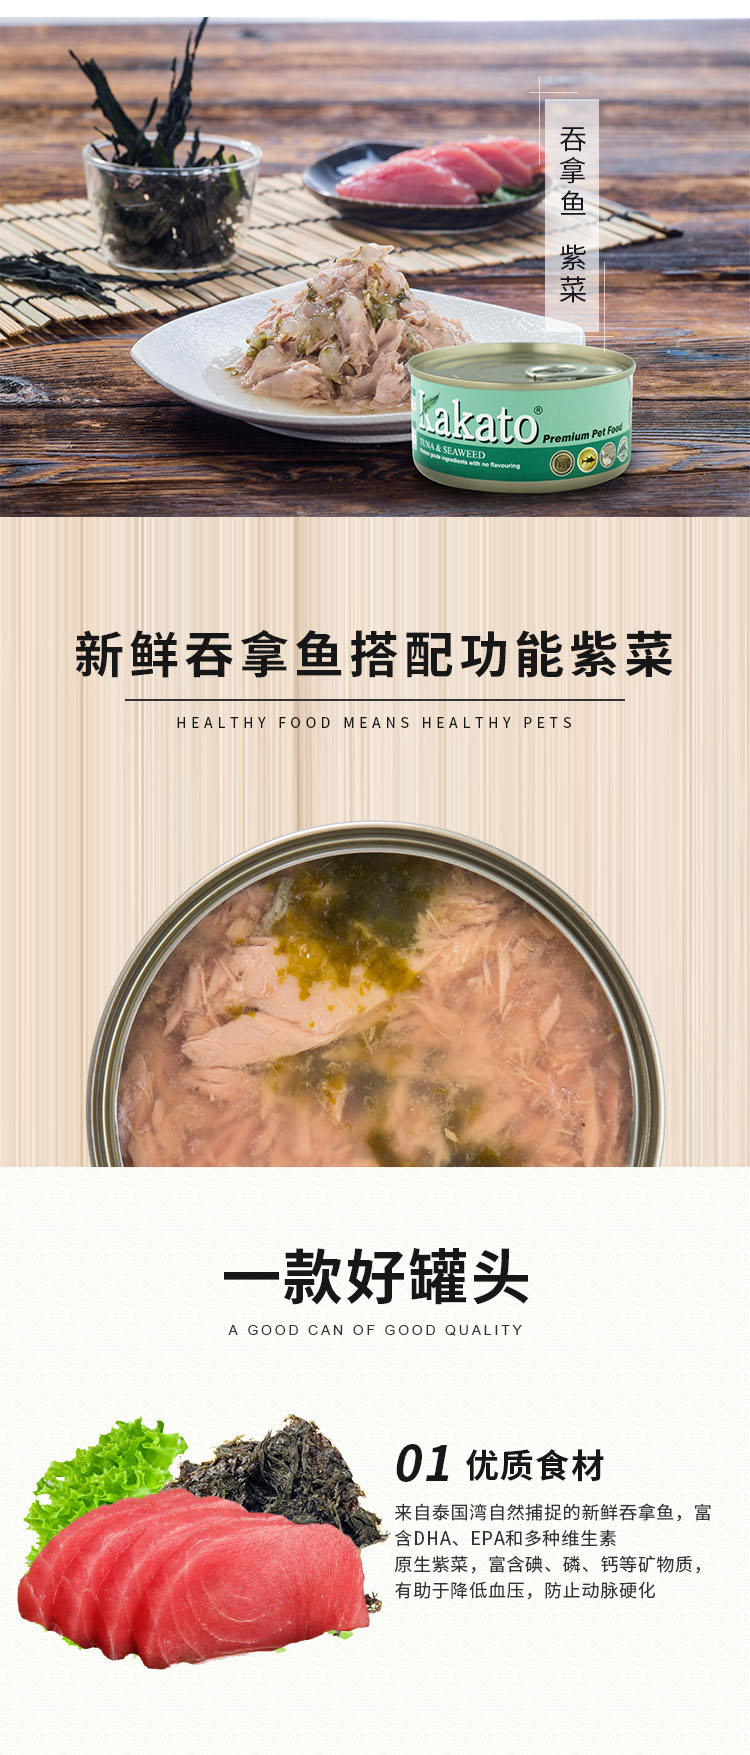 吞拿鱼 紫菜
Kakato®
Premium Pet Food
TUNA & SEAWEED
grade ingredients with no flavouring
新鲜吞拿鱼搭配功能紫菜
HEALTHY FOOD MEANS HEALTHY PETS
一款好罐头
A GOOD CAN OF GOOD QUALITY
01 优质食材
来自泰国湾自然捕捉的新鲜吞拿鱼，富
含DHA、EPA和多种维生素
原生紫菜，富含碘、磷、钙等矿物质，
有助于降低血压，防止动脉硬化